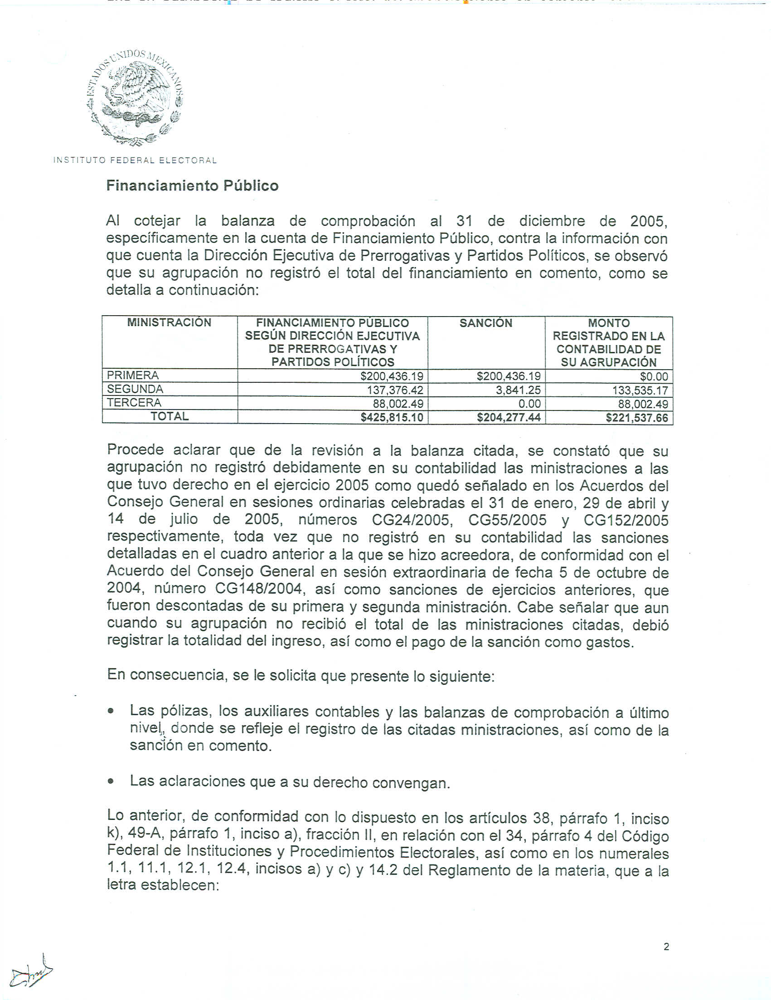 ESTADOS UNIDOS MEXICANOS
INSTITUTO FEDERAL ELECTORAL
Financiamiento Público
Al cotejar la balanza de comprobación al 31 de diciembre de 2005,
específicamente en la cuenta de Financiamiento Público, contra la información con
que cuenta la Dirección Ejecutiva de Prerrogativas y Partidos Políticos, se observó
que su agrupación no registró el total del financiamiento en comento, como se
detalla a continuación:
MINISTRACIÓN FINANCIAMIENTO PÚBLICO SANCIÓN MONTO
SEGÚN DIRECCIÓN EJECUTIVA REGISTRADO EN LA
DE PRERROGATIVAS Y CONTABILIDAD DE
PARTIDOS POLÍTICOS SU AGRUPACIÓN
PRIMERA $200,436.19 $200,436.19 $0.00
SEGUNDA 137,376.42 3,841.25 133,535.17
TERCERA 88,002.49 0.00 88,002.49
TOTAL $425,815.10 $204,277.44 $221,537.66
Procede aclarar que de la revisión a la balanza citada, se constató que su
agrupación no registró debidamente en su contabilidad las ministraciones a las
que tuvo derecho en el ejercicio 2005 como quedó señalado en los Acuerdos del
Consejo General en sesiones ordinarias celebradas el 31 de enero, 29 de abril y
14 de julio de 2005, números CG24/2005, CG55/2005 y CG152/2005
respectivamente, toda vez que no registró en su contabilidad las sanciones
detalladas en el cuadro anterior a la que se hizo acreedora, de conformidad con el
Acuerdo del Consejo General en sesión extraordinaria de fecha 5 de octubre de
2004, número CG148/2004, así como sanciones de ejercicios anteriores, que
fueron descontadas de su primera y segunda ministración. Cabe señalar que aun
cuando su agrupación no recibió el total de las ministraciones citadas, debió
registrar la totalidad del ingreso, así como el pago de la sanción como gastos.
En consecuencia, se le solicita que presente lo siguiente:
• Las pólizas, los auxiliares contables y las balanzas de comprobación a último
nivel, donde se refleje el registro de las citadas ministraciones, así como de la
sanción en comento.
• Las aclaraciones que a su derecho convengan.
Lo anterior, de conformidad con lo dispuesto en los artículos 38, párrafo 1, inciso
k), 49-A, párrafo 1, inciso a), fracción II, en relación con el 34, párrafo 4 del Código
Federal de Instituciones y Procedimientos Electorales, así como en los numerales
1.1, 11.1, 12.1, 12.4, incisos a) y c) y 14.2 del Reglamento de la materia, que a la
letra establecen:
2